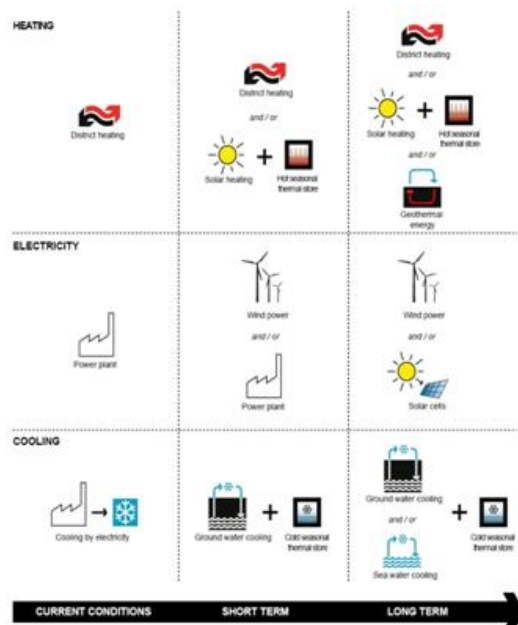 HEATING
District heating
District heating
and / or
Solar heating
Hot seasonal
thermal store
District heating
and / or
Solar heating
Hot seasonal
thermal store
and / or
Geothermal
energy
ELECTRICITY
Power plant
Wind power
and / or
Power plant
Wind power
and / or
Solar cells
COOLING
Cooling by electricity
Ground water cooling
Cold seasonal
thermal store
Ground water cooling
and / or
Sea water cooling
Cold seasonal
thermal store
CURRENT CONDITIONS
SHORT TERM
LONG TERM